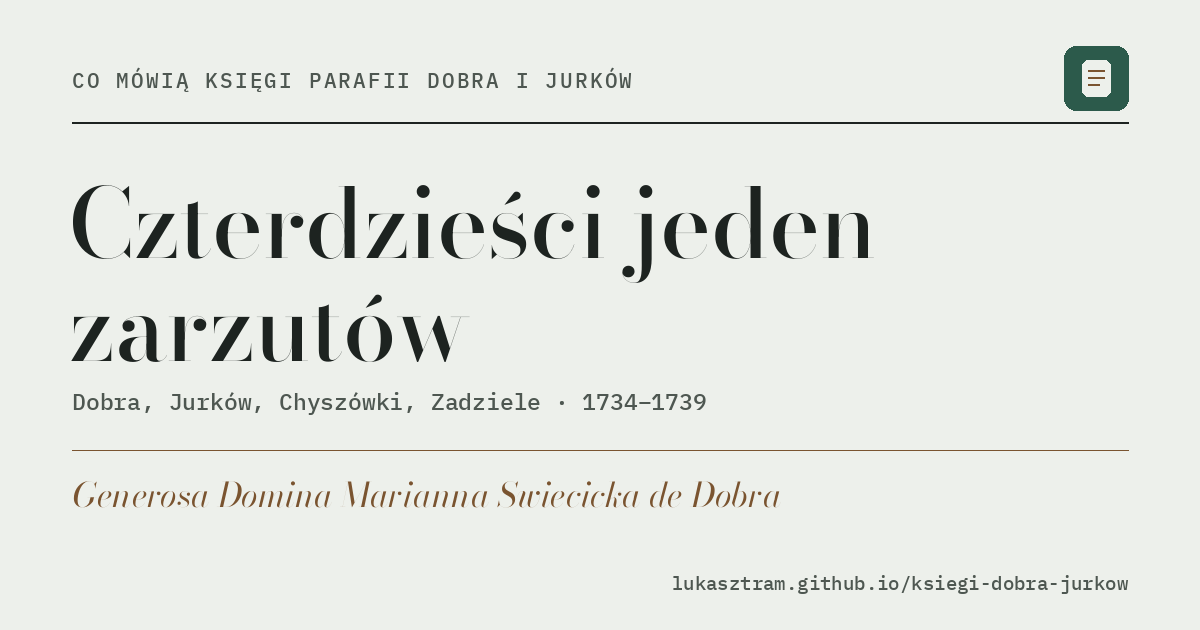 CO MÓWIĄ KSIĘGI PARAFII DOBRA I JURKÓW
Czterdzieści jeden
zarzutów
Dobra, Jurków, Chyszówki, Zadziele · 1734–1739
Generosa Domina Marianna Swiecicka de Dobra
lukasztram.github.io/ksiegi-dobra-jurkow